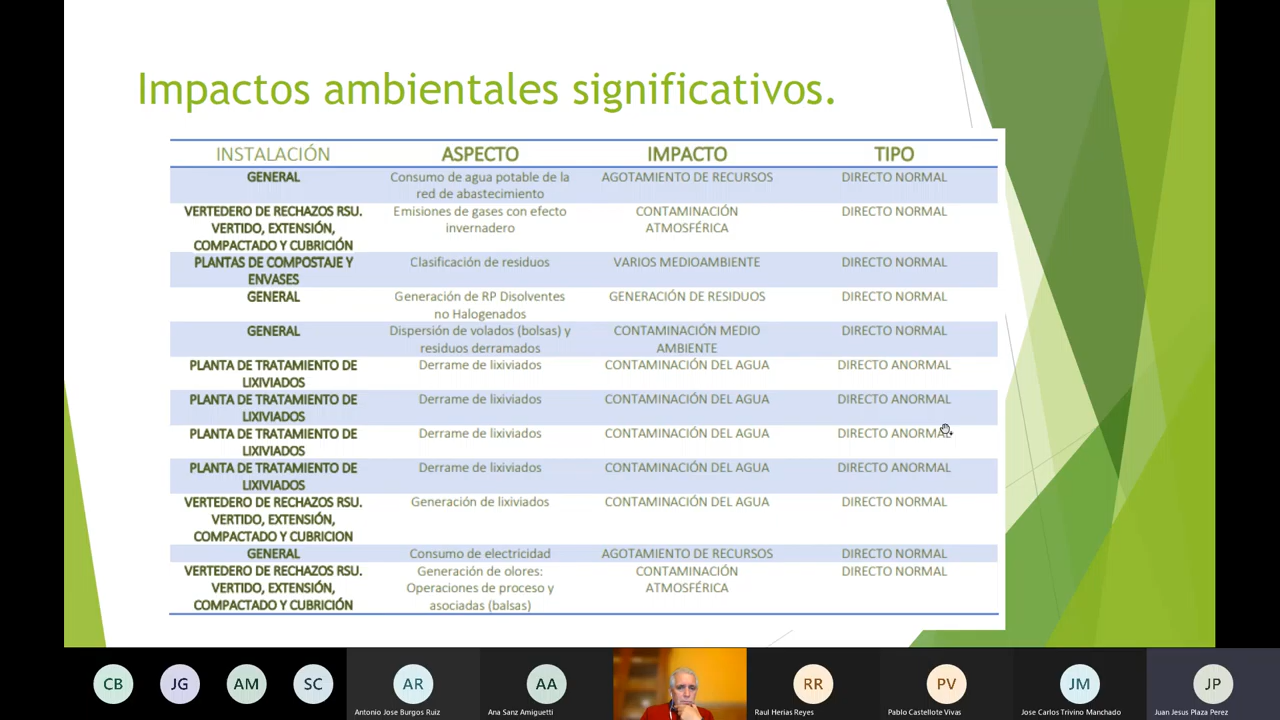 Impactos ambientales significativos.
INSTALACIÓN ASPECTO IMPACTO TIPO
GENERAL Consumo de agua potable de la AGOTAMIENTO DE RECURSOS DIRECTO NORMAL
red de abastecimiento
VERTEDERO DE RECHAZOS RSU. Emisiones de gases con efecto CONTAMINACIÓN DIRECTO NORMAL
VERTIDO, EXTENSIÓN, invernadero ATMOSFÉRICA
COMPACTADO Y CUBRICIÓN
PLANTAS DE COMPOSTAJE Y Clasificación de residuos VARIOS MEDIOAMBIENTE DIRECTO NORMAL
ENVASES
GENERAL Generación de RP Disolventes GENERACIÓN DE RESIDUOS DIRECTO NORMAL
no Halogenados
GENERAL Dispersión de volados (bolsas) y CONTAMINACIÓN MEDIO DIRECTO NORMAL
residuos derramados AMBIENTE
PLANTA DE TRATAMIENTO DE Derrame de lixiviados CONTAMINACIÓN DEL AGUA DIRECTO ANORMAL
LIXIVIADOS
PLANTA DE TRATAMIENTO DE Derrame de lixiviados CONTAMINACIÓN DEL AGUA DIRECTO ANORMAL
LIXIVIADOS
PLANTA DE TRATAMIENTO DE Derrame de lixiviados CONTAMINACIÓN DEL AGUA DIRECTO ANORMAL
LIXIVIADOS
PLANTA DE TRATAMIENTO DE Derrame de lixiviados CONTAMINACIÓN DEL AGUA DIRECTO ANORMAL
LIXIVIADOS
VERTEDERO DE RECHAZOS RSU. Generación de lixiviados CONTAMINACIÓN DEL AGUA DIRECTO NORMAL
VERTIDO, EXTENSIÓN,
COMPACTADO Y CUBRICION
GENERAL Consumo de electricidad AGOTAMIENTO DE RECURSOS DIRECTO NORMAL
VERTEDERO DE RECHAZOS RSU. Generación de olores: CONTAMINACIÓN DIRECTO NORMAL
VERTIDO, EXTENSIÓN, Operaciones de proceso y ATMOSFÉRICA
COMPACTADO Y CUBRICIÓN asociadas (balsas)
CB JG AM SC AR AA RR PV JM JP
Antonio Jose Burgos Ruiz Ana Sanz Amiguetti Raul Herias Reyes Pablo Castellote Vivas Jose Carlos Trivino Manchado Juan Jesus Plaza Perez